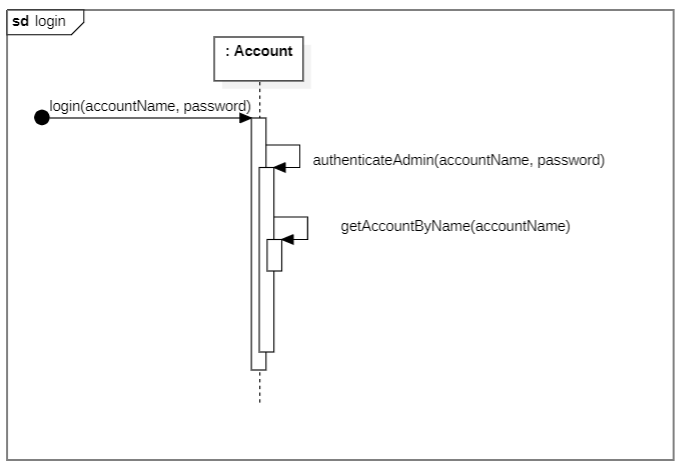 sd login
: Account
login(accountName, password)
authenticateAdmin(accountName, password)
getAccountByName(accountName)